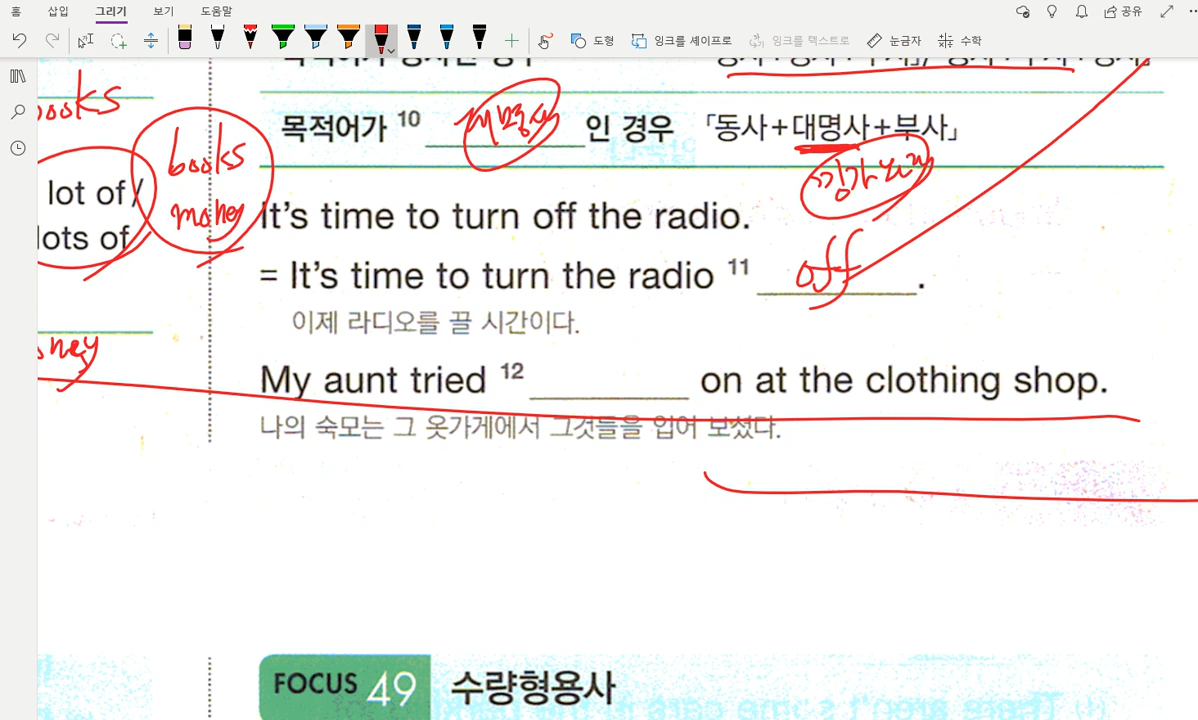 홈 삽입 그리기 보기 도움말 공유
도형 잉크를 셰이프로 잉크를 텍스트로 눈금자 수학
books
목적어가 10 대명사 인 경우 「동사+대명사+부사」
books
money
lot of/
lots of
It's time to turn off the radio.
= It's time to turn the radio 11 off.
이제 라디오를 끌 시간이다.
My aunt tried 12 ________ on at the clothing shop.
나의 숙모는 그 옷가게에서 그것들을 입어 보셨다.
FOCUS 49 수량형용사